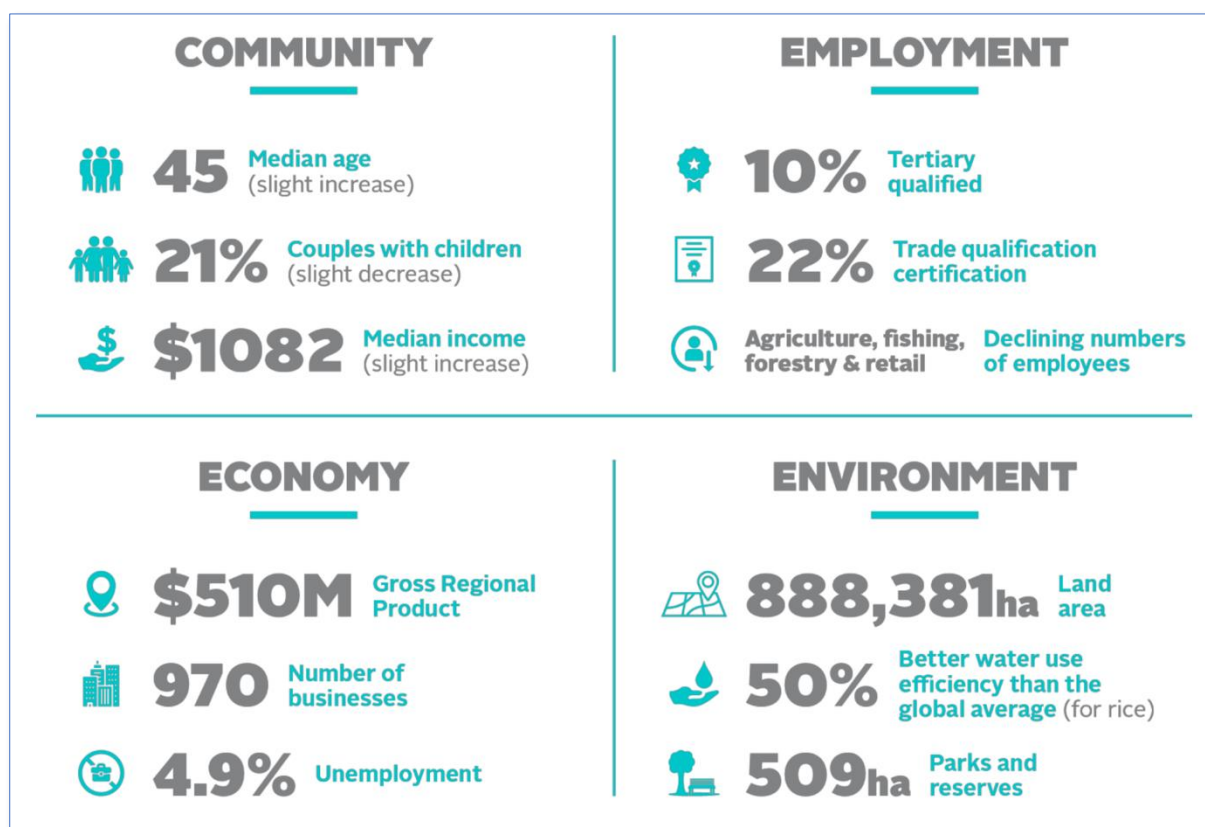 COMMUNITY
45 Median age
(slight increase)
21% Couples with children
(slight decrease)
$1082 Median income
(slight increase)
EMPLOYMENT
10% Tertiary
qualified
22% Trade qualification
certification
Agriculture, fishing,
forestry & retail
Declining numbers
of employees
ECONOMY
$510M Gross Regional
Product
970 Number of
businesses
4.9% Unemployment
ENVIRONMENT
888,381ha Land
area
50% Better water use
efficiency than the
global average (for rice)
509ha Parks and
reserves